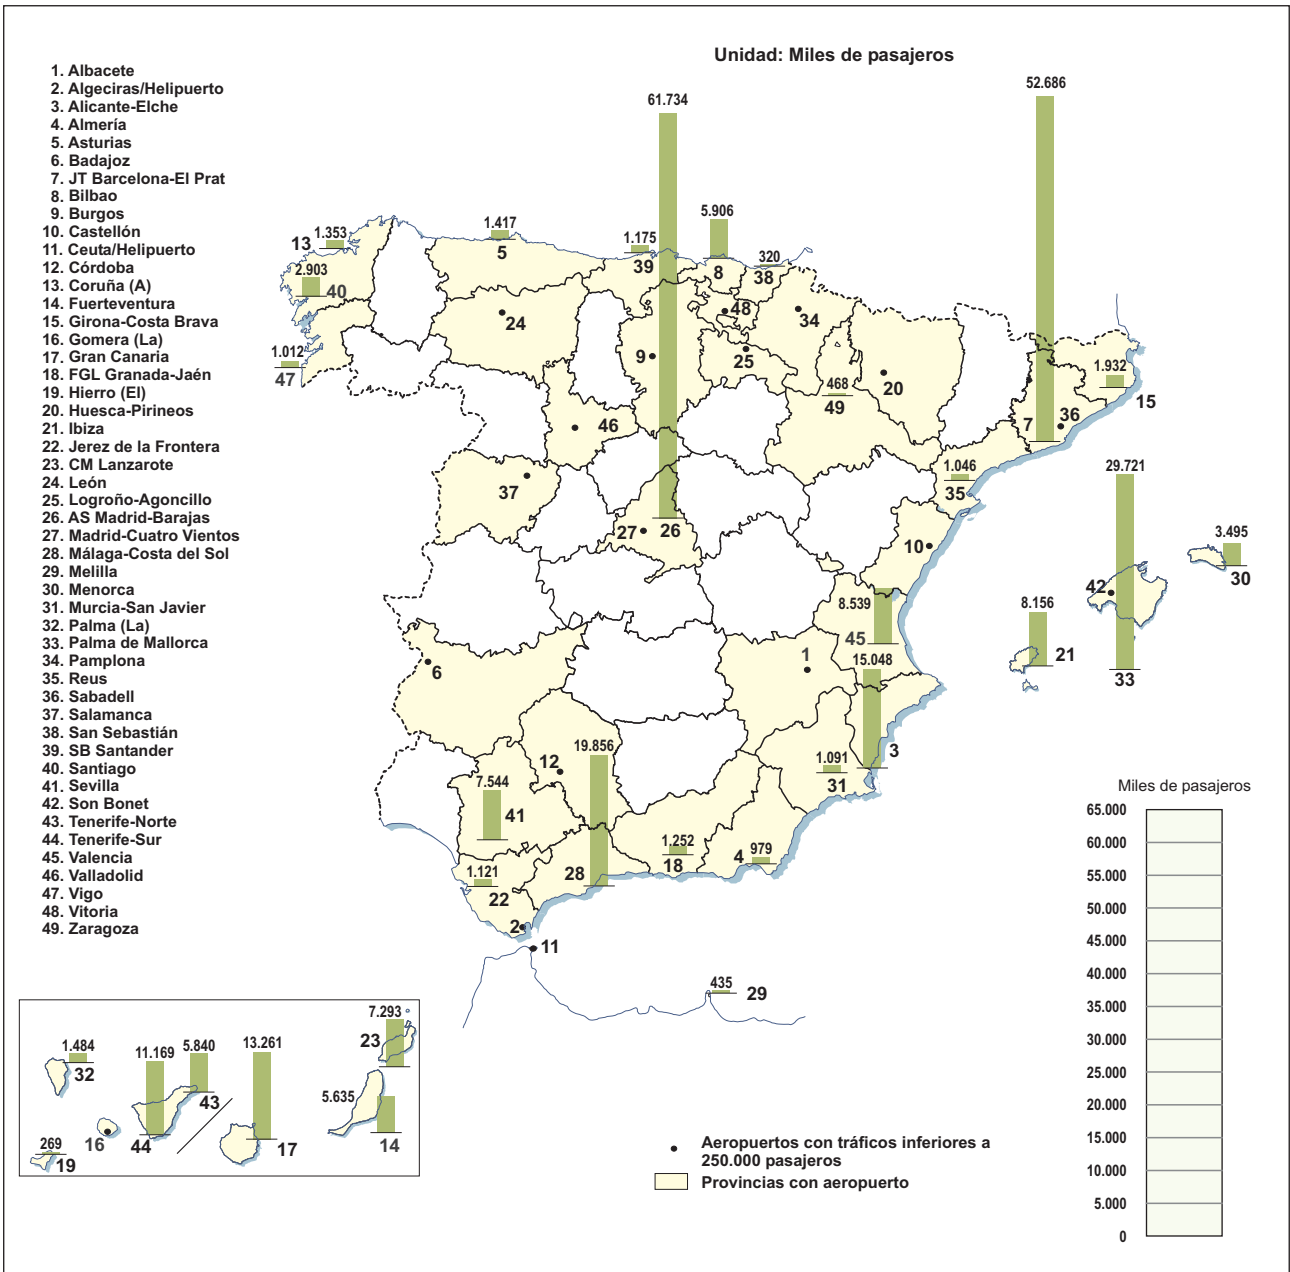 Unidad: Miles de pasajeros
1. Albacete
2. Algeciras/Helipuerto
3. Alicante-Elche
4. Almería
5. Asturias
6. Badajoz
7. JT Barcelona-El Prat
8. Bilbao
9. Burgos
10. Castellón
11. Ceuta/Helipuerto
12. Córdoba
13. Coruña (A)
14. Fuerteventura
15. Girona-Costa Brava
16. Gomera (La)
17. Gran Canaria
18. FGL Granada-Jaén
19. Hierro (El)
20. Huesca-Pirineos
21. Ibiza
22. Jerez de la Frontera
23. CM Lanzarote
24. León
25. Logroño-Agoncillo
26. AS Madrid-Barajas
27. Madrid-Cuatro Vientos
28. Málaga-Costa del Sol
29. Melilla
30. Menorca
31. Murcia-San Javier
32. Palma (La)
33. Palma de Mallorca
34. Pamplona
35. Reus
36. Sabadell
37. Salamanca
38. San Sebastián
39. SB Santander
40. Santiago
41. Sevilla
42. Son Bonet
43. Tenerife-Norte
44. Tenerife-Sur
45. Valencia
46. Valladolid
47. Vigo
48. Vitoria
49. Zaragoza
61.734
52.686
1.353
13
1.417
5
1.175
39
5.906
8
320
38
2.903
40
24
48
34
9
25
20
1.012
47
468
49
1.932
15
46
7
36
37
1.046
35
29.721
27
26
10
3.495
30
42
8.539
45
8.156
21
33
6
1
15.048
3
12
19.856
1.091
31
7.544
41
1.252
18
4
979
1.121
22
28
2
11
435
29
1.484
32
11.169
5.840
43
13.261
7.293
23
5.635
14
16
44
17
269
19
Aeropuertos con tráficos inferiores a
250.000 pasajeros
Provincias con aeropuerto
Miles de pasajeros
65.000
60.000
55.000
50.000
45.000
40.000
35.000
30.000
25.000
20.000
15.000
10.000
5.000
0